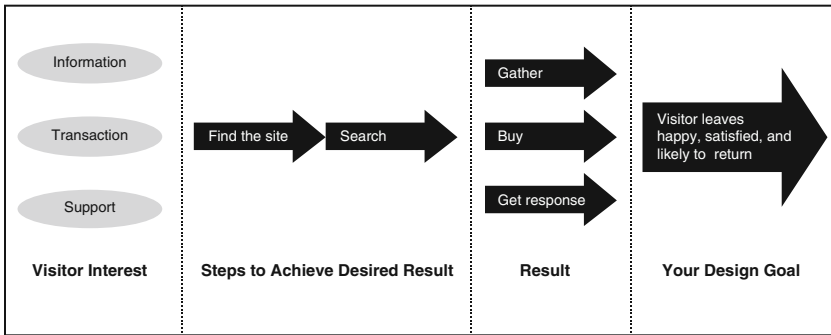 Information
Transaction
Support
Find the site
Search
Gather
Buy
Get response
Visitor leaves
happy, satisfied, and
likely to return
Visitor Interest
Steps to Achieve Desired Result
Result
Your Design Goal